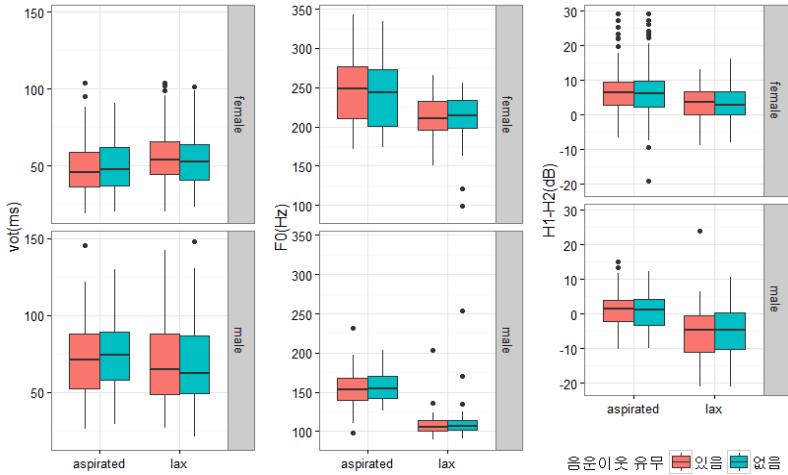 vot(ms)
150
100
50
female
150
100
50
male
aspirated
lax
F0(Hz)
350
300
250
200
150
100
female
350
300
250
200
150
100
male
aspirated
lax
H1-H2(dB)
30
20
10
0
-10
-20
female
30
20
10
0
-10
-20
male
aspirated
lax
음운이웃 유무 있음 없음